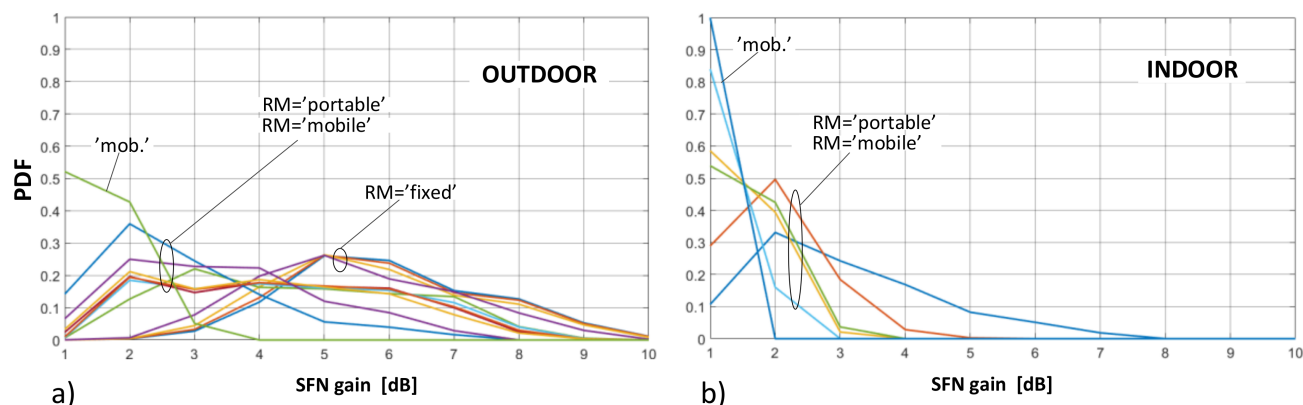 1
0.9
0.8
0.7
0.6
0.5
0.4
0.3
0.2
0.1
0
1 2 3 4 5 6 7 8 9 10
PDF
OUTDOOR
RM='portable'
RM='mobile'
'mob.'
RM='fixed'
SFN gain [dB]
a)
1
0.9
0.8
0.7
0.6
0.5
0.4
0.3
0.2
0.1
0
1 2 3 4 5 6 7 8 9 10
'mob.'
INDOOR
RM='portable'
RM='mobile'
SFN gain [dB]
b)